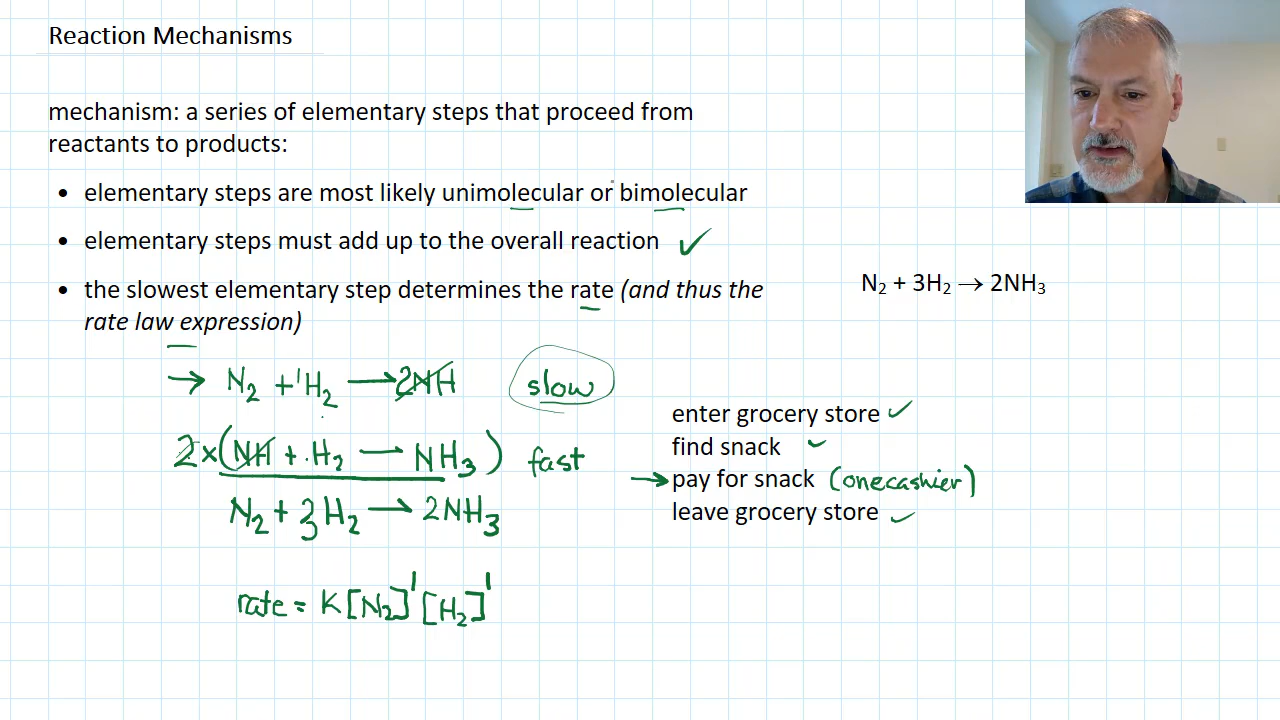 Reaction Mechanisms
mechanism: a series of elementary steps that proceed from
reactants to products:
• elementary steps are most likely unimolecular or bimolecular
• elementary steps must add up to the overall reaction ✓
• the slowest elementary step determines the rate (and thus the
rate law expression)
N₂ + 3H₂ → 2NH₃
→ N₂ + 1H₂ → 2NH slow
2x(NH + H₂ — NH₃) fast
N₂ + 3H₂ → 2NH₃
rate = K[N₂]¹[H₂]¹
enter grocery store ✓
find snack ✓
→ pay for snack (one cashier)
leave grocery store ✓